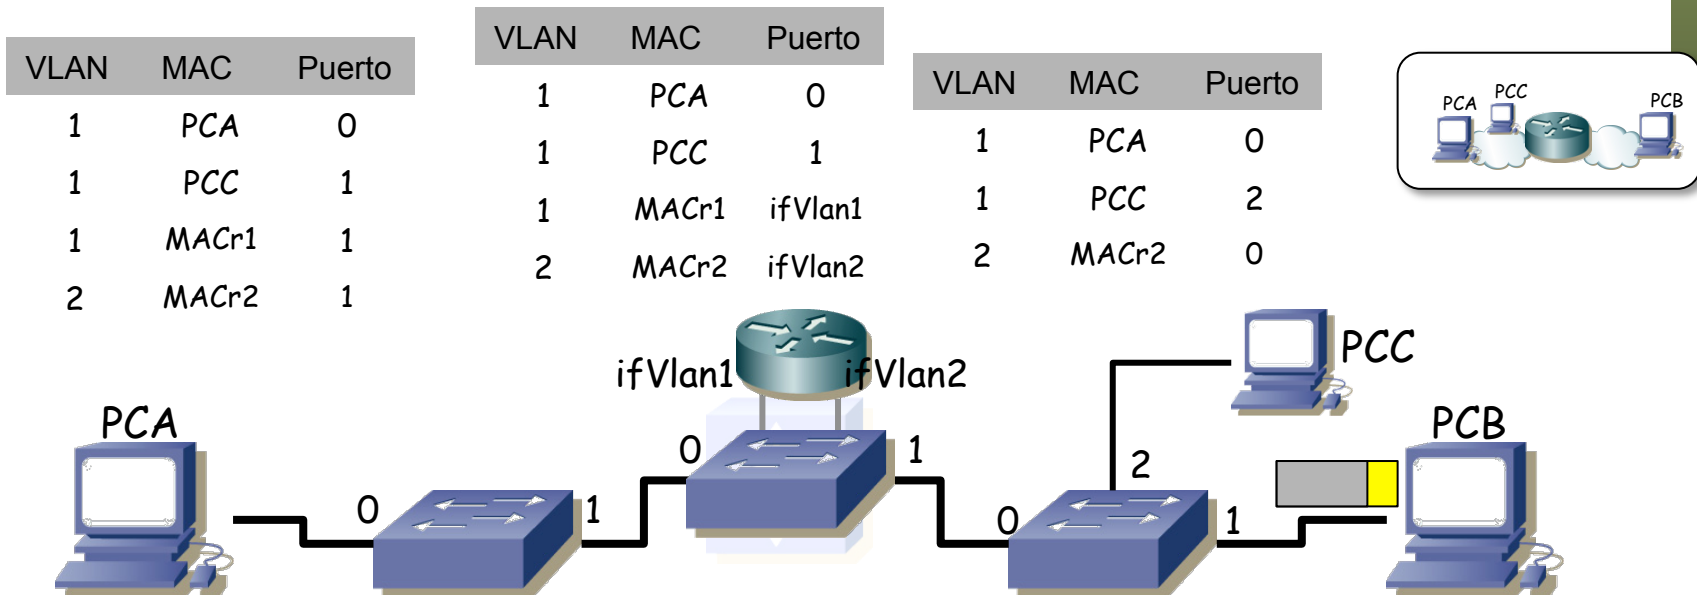 VLAN MAC Puerto
1 PCA 0
1 PCC 1
1 MACr1 1
2 MACr2 1
VLAN MAC Puerto
1 PCA 0
1 PCC 1
1 MACr1 ifVlan1
2 MACr2 ifVlan2
VLAN MAC Puerto
1 PCA 0
1 PCC 2
2 MACr2 0
PCA PCC PCB
ifVlan1 ifVlan2
PCC
PCA
PCB
0 1
2
0 1
0 1